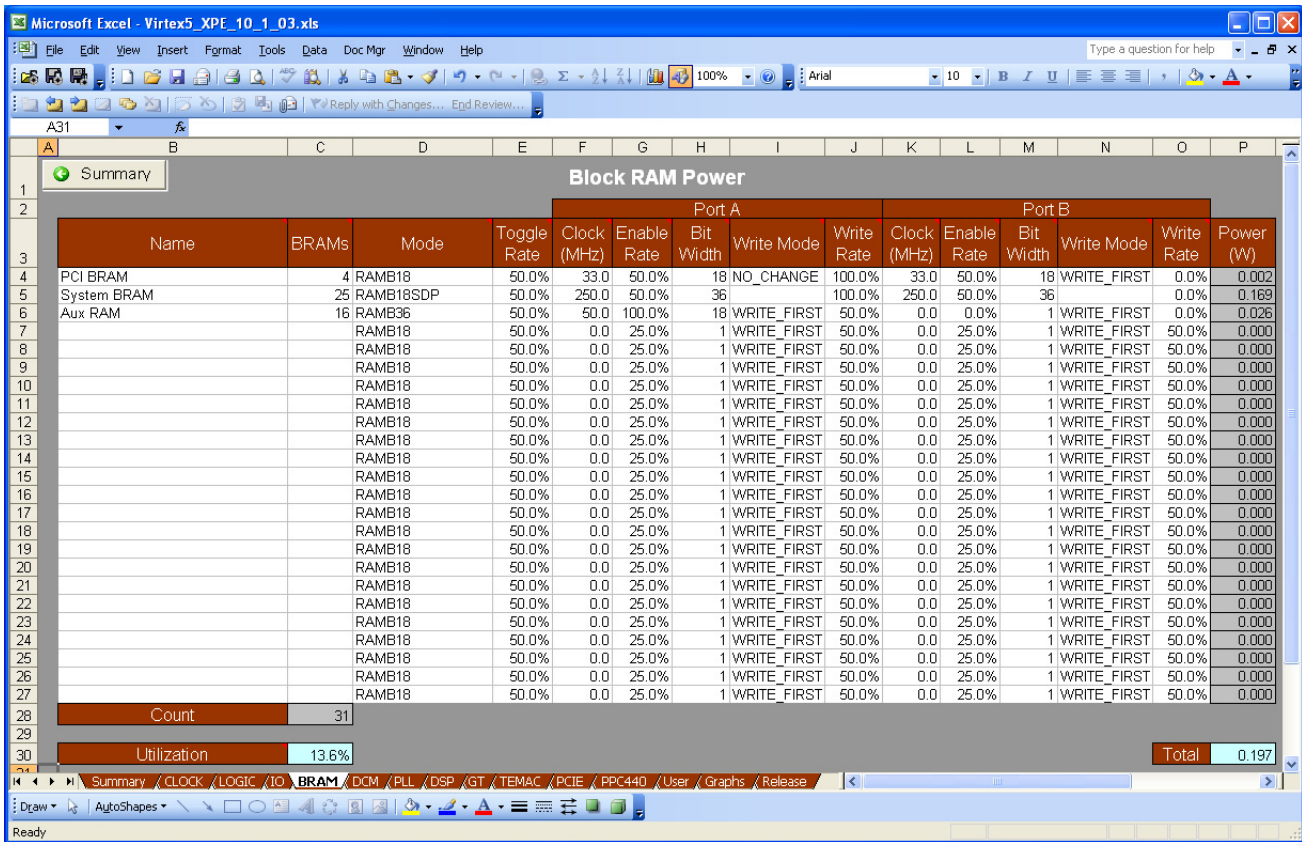 Microsoft Excel - Virtex5_XPE_10_1_03.xls
File Edit View Insert Format Tools Data Doc Mgr Window Help Type a question for help
100% Arial 10 B I U
Reply with Changes... End Review...
A31 fx
A B C D E F G H I J K L M N O P
1 Summary Block RAM Power
2 Port A Port B
3 Name BRAMs Mode Toggle Rate Clock (MHz) Enable Rate Bit Width Write Mode Write Rate Clock (MHz) Enable Rate Bit Width Write Mode Write Rate Power (W)
4 PCI BRAM 4 RAMB18 50.0% 33.0 50.0% 18 NO_CHANGE 100.0% 33.0 50.0% 18 WRITE_FIRST 0.0% 0.002
5 System BRAM 25 RAMB18SDP 50.0% 250.0 50.0% 36 100.0% 250.0 50.0% 36 0.0% 0.169
6 Aux RAM 16 RAMB36 50.0% 50.0 100.0% 18 WRITE_FIRST 50.0% 0.0 0.0% 1 WRITE_FIRST 0.0% 0.026
7 RAMB18 50.0% 0.0 25.0% 1 WRITE_FIRST 50.0% 0.0 25.0% 1 WRITE_FIRST 50.0% 0.000
8 RAMB18 50.0% 0.0 25.0% 1 WRITE_FIRST 50.0% 0.0 25.0% 1 WRITE_FIRST 50.0% 0.000
9 RAMB18 50.0% 0.0 25.0% 1 WRITE_FIRST 50.0% 0.0 25.0% 1 WRITE_FIRST 50.0% 0.000
10 RAMB18 50.0% 0.0 25.0% 1 WRITE_FIRST 50.0% 0.0 25.0% 1 WRITE_FIRST 50.0% 0.000
11 RAMB18 50.0% 0.0 25.0% 1 WRITE_FIRST 50.0% 0.0 25.0% 1 WRITE_FIRST 50.0% 0.000
12 RAMB18 50.0% 0.0 25.0% 1 WRITE_FIRST 50.0% 0.0 25.0% 1 WRITE_FIRST 50.0% 0.000
13 RAMB18 50.0% 0.0 25.0% 1 WRITE_FIRST 50.0% 0.0 25.0% 1 WRITE_FIRST 50.0% 0.000
14 RAMB18 50.0% 0.0 25.0% 1 WRITE_FIRST 50.0% 0.0 25.0% 1 WRITE_FIRST 50.0% 0.000
15 RAMB18 50.0% 0.0 25.0% 1 WRITE_FIRST 50.0% 0.0 25.0% 1 WRITE_FIRST 50.0% 0.000
16 RAMB18 50.0% 0.0 25.0% 1 WRITE_FIRST 50.0% 0.0 25.0% 1 WRITE_FIRST 50.0% 0.000
17 RAMB18 50.0% 0.0 25.0% 1 WRITE_FIRST 50.0% 0.0 25.0% 1 WRITE_FIRST 50.0% 0.000
18 RAMB18 50.0% 0.0 25.0% 1 WRITE_FIRST 50.0% 0.0 25.0% 1 WRITE_FIRST 50.0% 0.000
19 RAMB18 50.0% 0.0 25.0% 1 WRITE_FIRST 50.0% 0.0 25.0% 1 WRITE_FIRST 50.0% 0.000
20 RAMB18 50.0% 0.0 25.0% 1 WRITE_FIRST 50.0% 0.0 25.0% 1 WRITE_FIRST 50.0% 0.000
21 RAMB18 50.0% 0.0 25.0% 1 WRITE_FIRST 50.0% 0.0 25.0% 1 WRITE_FIRST 50.0% 0.000
22 RAMB18 50.0% 0.0 25.0% 1 WRITE_FIRST 50.0% 0.0 25.0% 1 WRITE_FIRST 50.0% 0.000
23 RAMB18 50.0% 0.0 25.0% 1 WRITE_FIRST 50.0% 0.0 25.0% 1 WRITE_FIRST 50.0% 0.000
24 RAMB18 50.0% 0.0 25.0% 1 WRITE_FIRST 50.0% 0.0 25.0% 1 WRITE_FIRST 50.0% 0.000
25 RAMB18 50.0% 0.0 25.0% 1 WRITE_FIRST 50.0% 0.0 25.0% 1 WRITE_FIRST 50.0% 0.000
26 RAMB18 50.0% 0.0 25.0% 1 WRITE_FIRST 50.0% 0.0 25.0% 1 WRITE_FIRST 50.0% 0.000
27 RAMB18 50.0% 0.0 25.0% 1 WRITE_FIRST 50.0% 0.0 25.0% 1 WRITE_FIRST 50.0% 0.000
28 Count 31
29
30 Utilization 13.6% Total 0.197
Summary CLOCK LOGIC IO BRAM DCM PLL DSP GT TEMAC PCIE PPC440 User Graphs Release
Draw AutoShapes
Ready